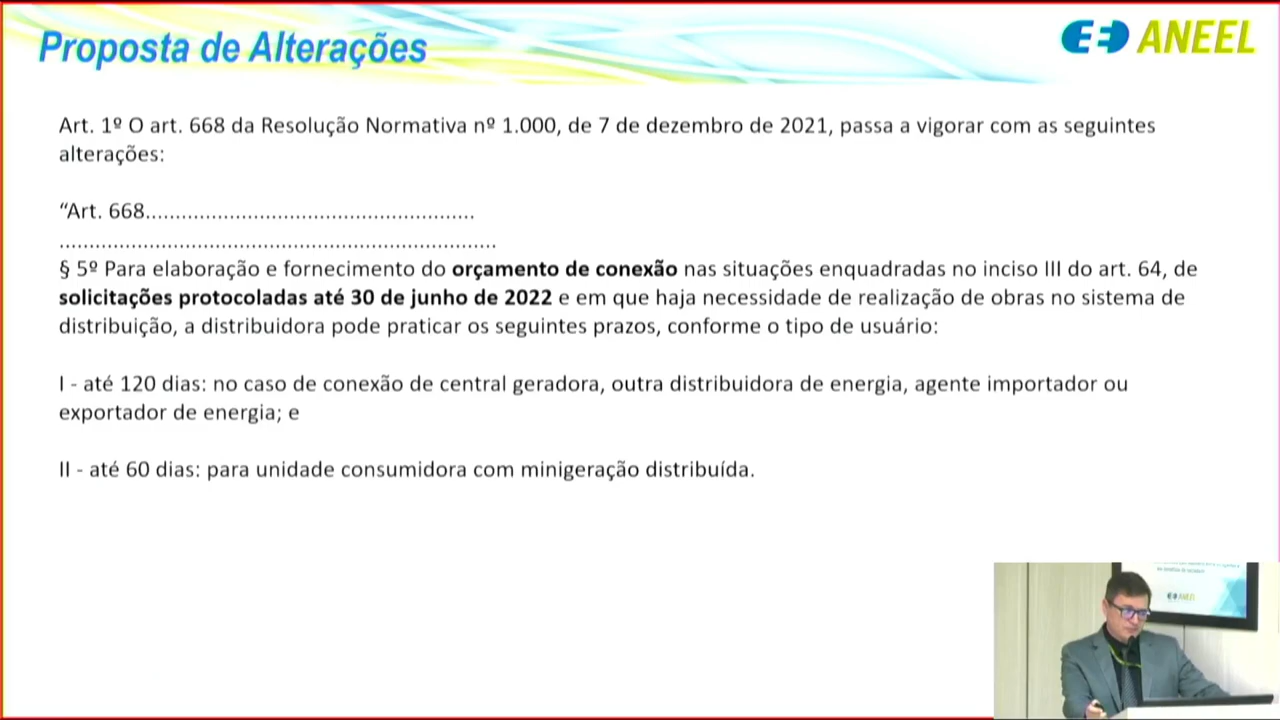 Proposta de Alterações
ANEEL
Art. 1º O art. 668 da Resolução Normativa nº 1.000, de 7 de dezembro de 2021, passa a vigorar com as seguintes
alterações:
“Art. 668.......................................................
.........................................................................
§ 5º Para elaboração e fornecimento do orçamento de conexão nas situações enquadradas no inciso III do art. 64, de
solicitações protocoladas até 30 de junho de 2022 e em que haja necessidade de realização de obras no sistema de
distribuição, a distribuidora pode praticar os seguintes prazos, conforme o tipo de usuário:
I - até 120 dias: no caso de conexão de central geradora, outra distribuidora de energia, agente importador ou
exportador de energia; e
II - até 60 dias: para unidade consumidora com minigeração distribuída.
ANEEL